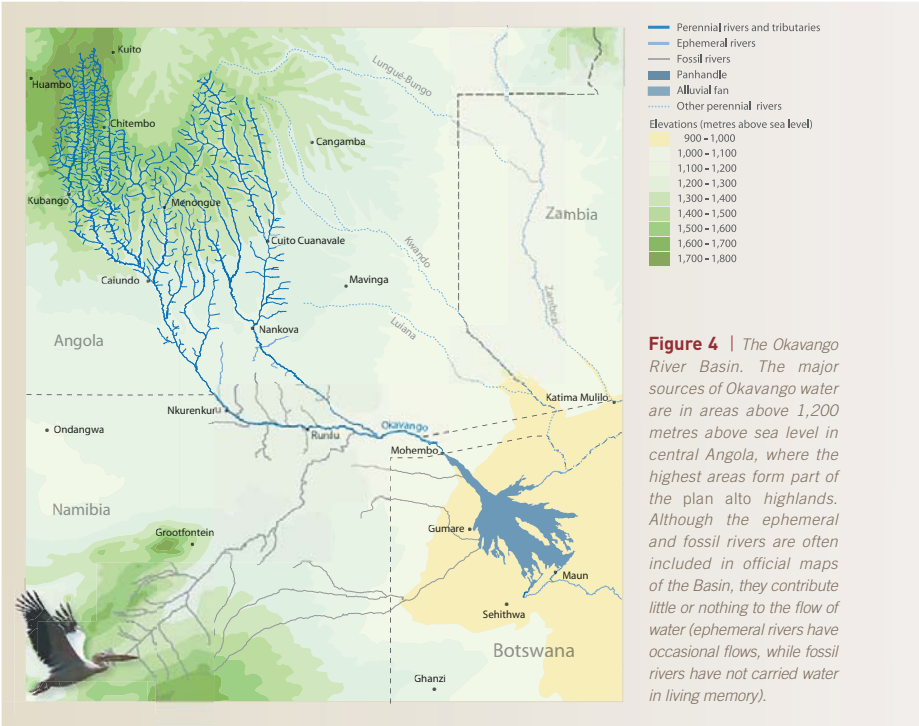 Kuito
Huambo
Chitembo
Lungué-Bungo
Cangamba
Kubango
Menongue
Zambia
Cuito Cuanavale
Kwando
Caiundo
Mavinga
Zambezi
Angola
Nankova
Luiana
Katima Mulilo
Nkurenkuru
Ondangwa
Okavango
Rundu
Mohembo
Namibia
Gumare
Grootfontein
Maun
Sehithwa
Botswana
Ghanzi
Perennial rivers and tributaries
Ephemeral rivers
Fossil rivers
Panhandle
Alluvial fan
Other perennial rivers
Elevations (metres above sea level)
900 - 1,000
1,000 - 1,100
1,100 - 1,200
1,200 - 1,300
1,300 - 1,400
1,400 - 1,500
1,500 - 1,600
1,600 - 1,700
1,700 - 1,800
Figure 4 | The Okavango
River Basin. The major
sources of Okavango water
are in areas above 1,200
metres above sea level in
central Angola, where the
highest areas form part of
the plan alto highlands.
Although the ephemeral
and fossil rivers are often
included in official maps
of the Basin, they contribute
little or nothing to the flow of
water (ephemeral rivers have
occasional flows, while fossil
rivers have not carried water
in living memory).